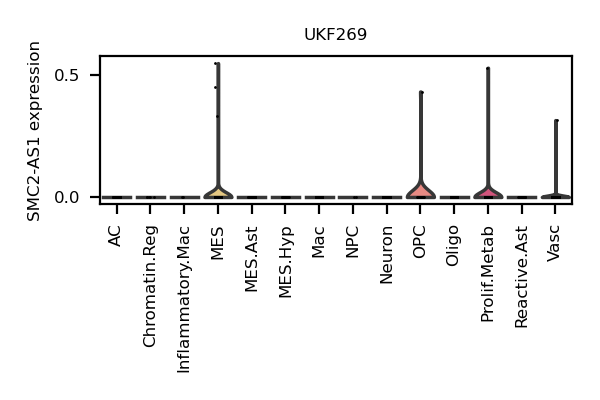 UKF269
SMC2-AS1 expression
0.5
0.0
AC
Chromatin.Reg
Inflammatory.Mac
MES
MES.Ast
MES.Hyp
Mac
NPC
Neuron
OPC
Oligo
Prolif.Metab
Reactive.Ast
Vasc